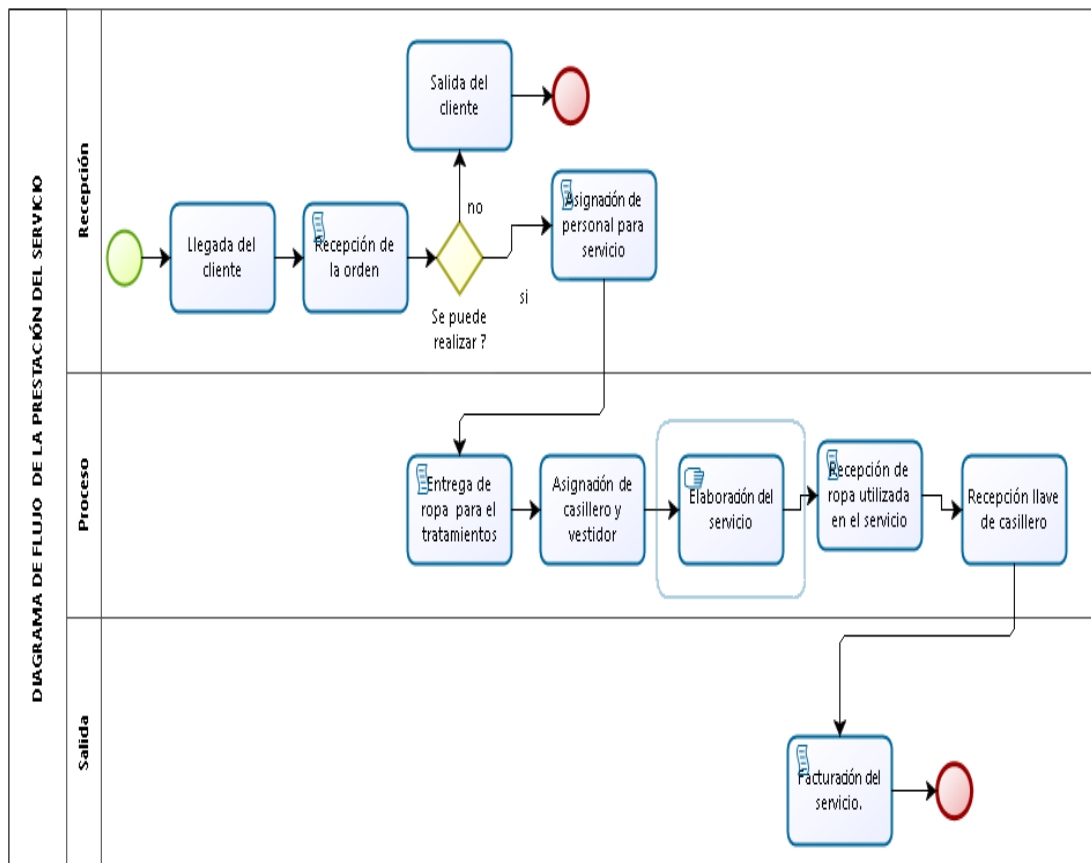 DIAGRAMA DE FLUJO DE LA PRESTACIÓN DEL SERVICIO
Recepción
Salida del
cliente
no
Asignación de
personal para
servicio
Llegada del
cliente
Recepción de
la orden
si
Se puede
realizar ?
Proceso
Entrega de
ropa para el
tratamientos
Asignación de
casillero y
vestidor
Elaboración del
servicio
Recepción de
ropa utilizada
en el servicio
Recepción llave
de casillero
Salida
Facturación del
servicio.